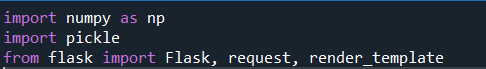 import numpy as np
import pickle
from flask import Flask, request, render_template